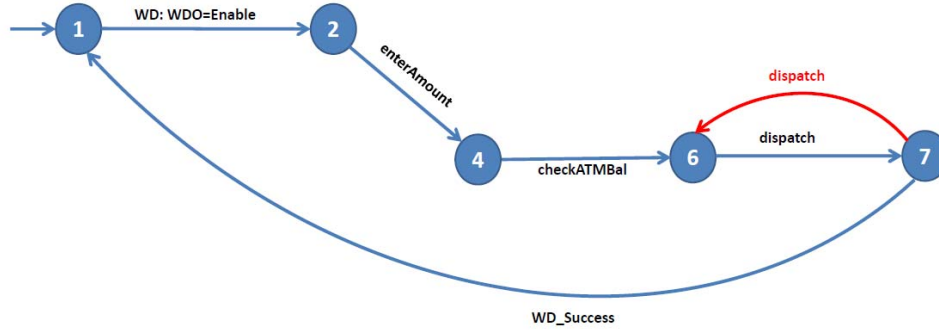 WD: WDO=Enable
1
2
enterAmount
dispatch
4
checkATMBal
6
dispatch
7
WD_Success